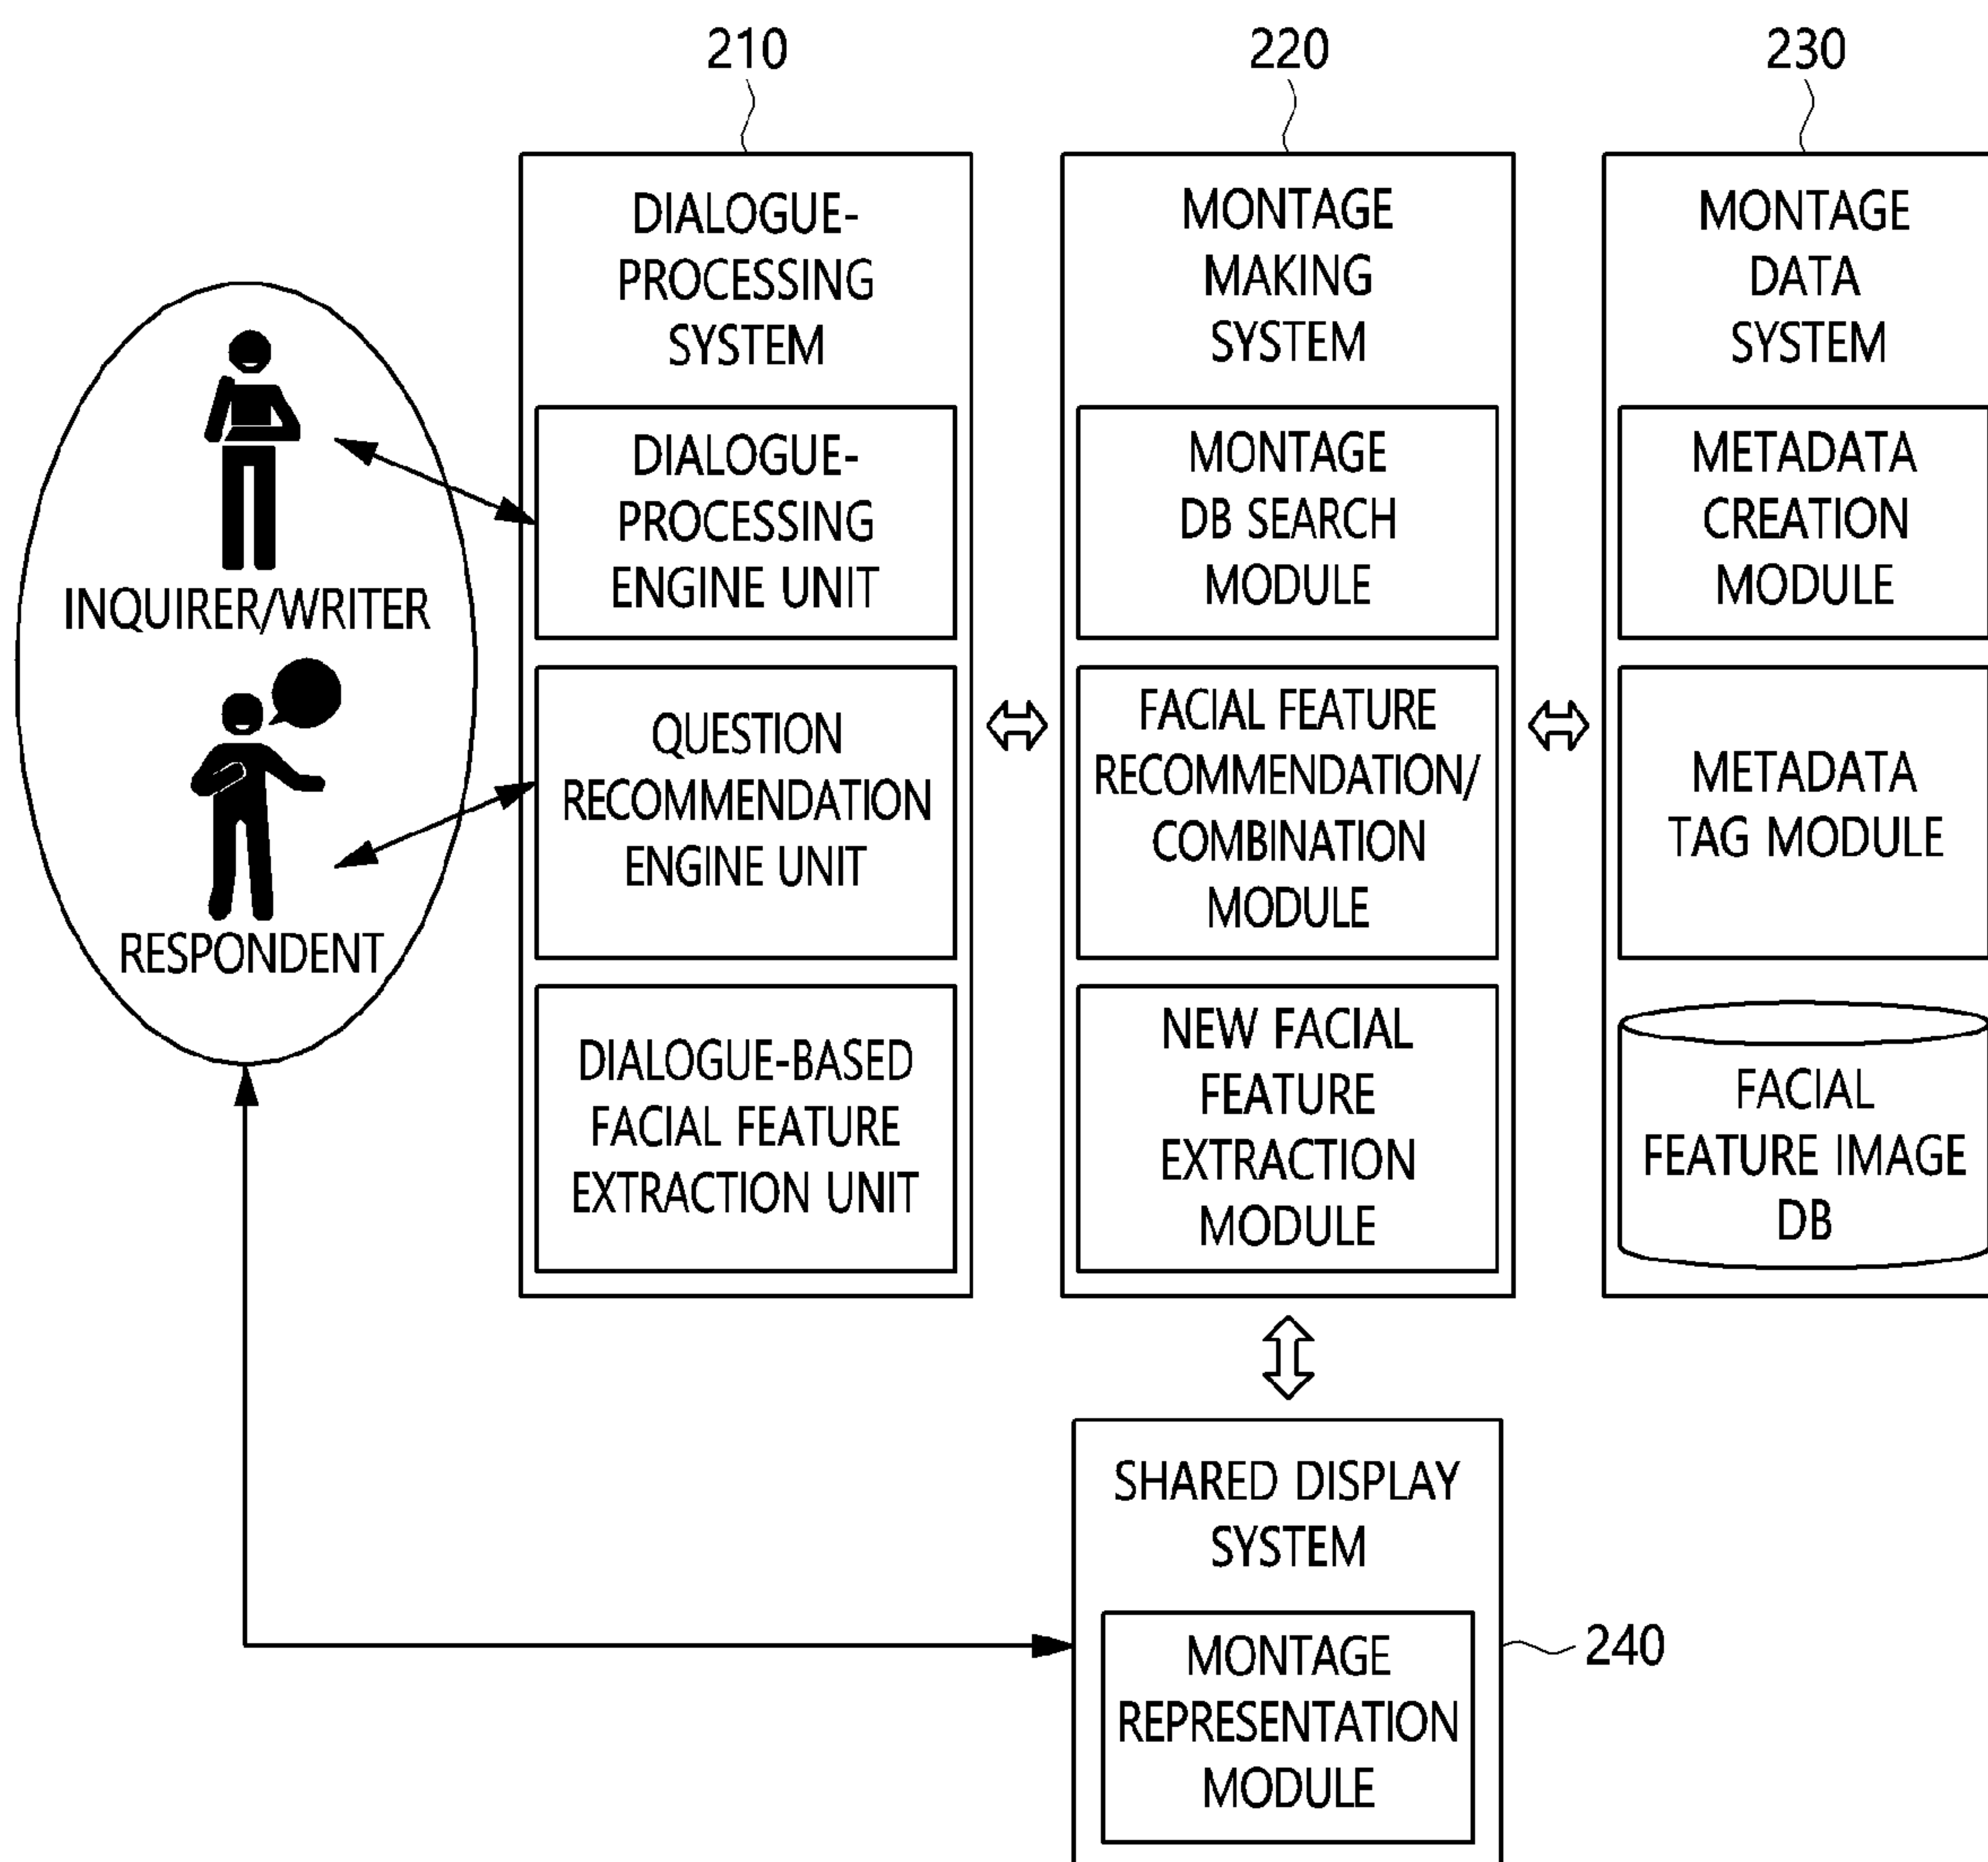 210
220
230
DIALOGUE-
PROCESSING
SYSTEM
MONTAGE
MAKING
SYSTEM
MONTAGE
DATA
SYSTEM
INQUIRER/WRITER
RESPONDENT
DIALOGUE-
PROCESSING
ENGINE UNIT
QUESTION
RECOMMENDATION
ENGINE UNIT
DIALOGUE-BASED
FACIAL FEATURE
EXTRACTION UNIT
MONTAGE
DB SEARCH
MODULE
FACIAL FEATURE
RECOMMENDATION/
COMBINATION
MODULE
NEW FACIAL
FEATURE
EXTRACTION
MODULE
METADATA
CREATION
MODULE
METADATA
TAG MODULE
FACIAL
FEATURE IMAGE
DB
SHARED DISPLAY
SYSTEM
MONTAGE
REPRESENTATION
MODULE
240